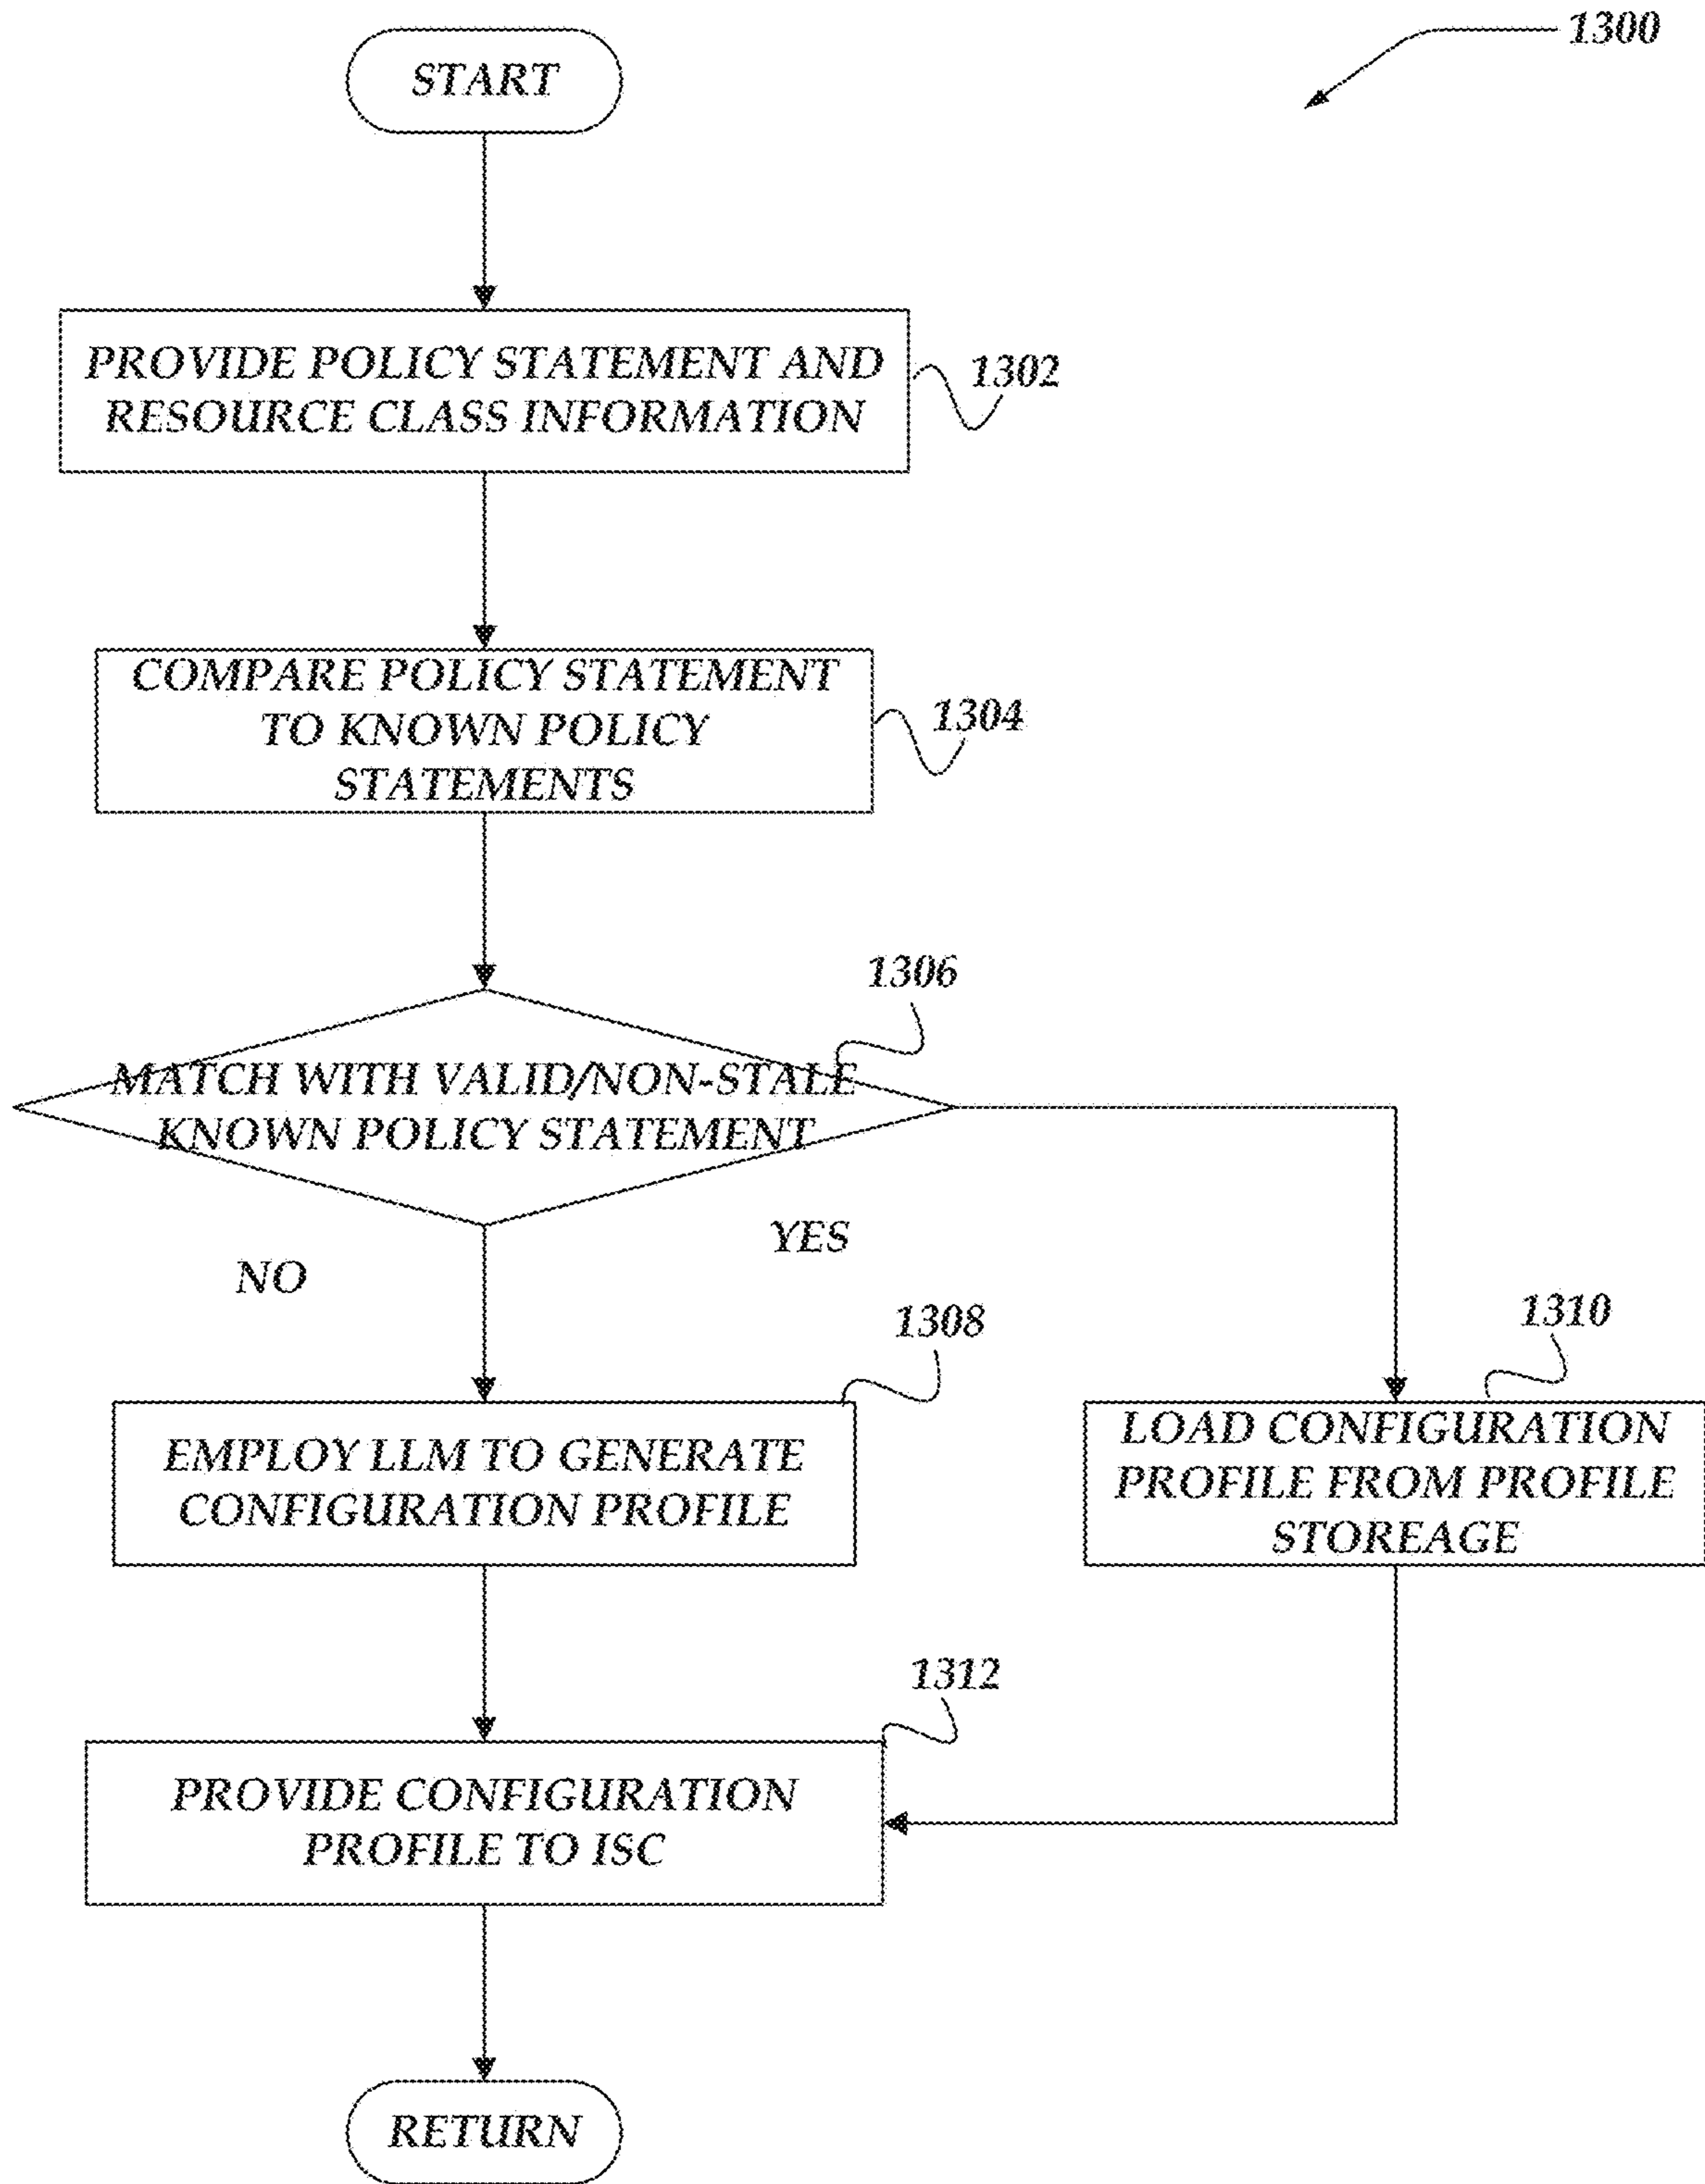 1300
START
PROVIDE POLICY STATEMENT AND
RESOURCE CLASS INFORMATION
1302
COMPARE POLICY STATEMENT
TO KNOWN POLICY
STATEMENTS
1304
1306
MATCH WITH VALID/NON-STALE
KNOWN POLICY STATEMENT
YES
NO
1308
1310
EMPLOY LLM TO GENERATE
CONFIGURATION PROFILE
LOAD CONFIGURATION
PROFILE FROM PROFILE
STOREAGE
1312
PROVIDE CONFIGURATION
PROFILE TO ISC
RETURN